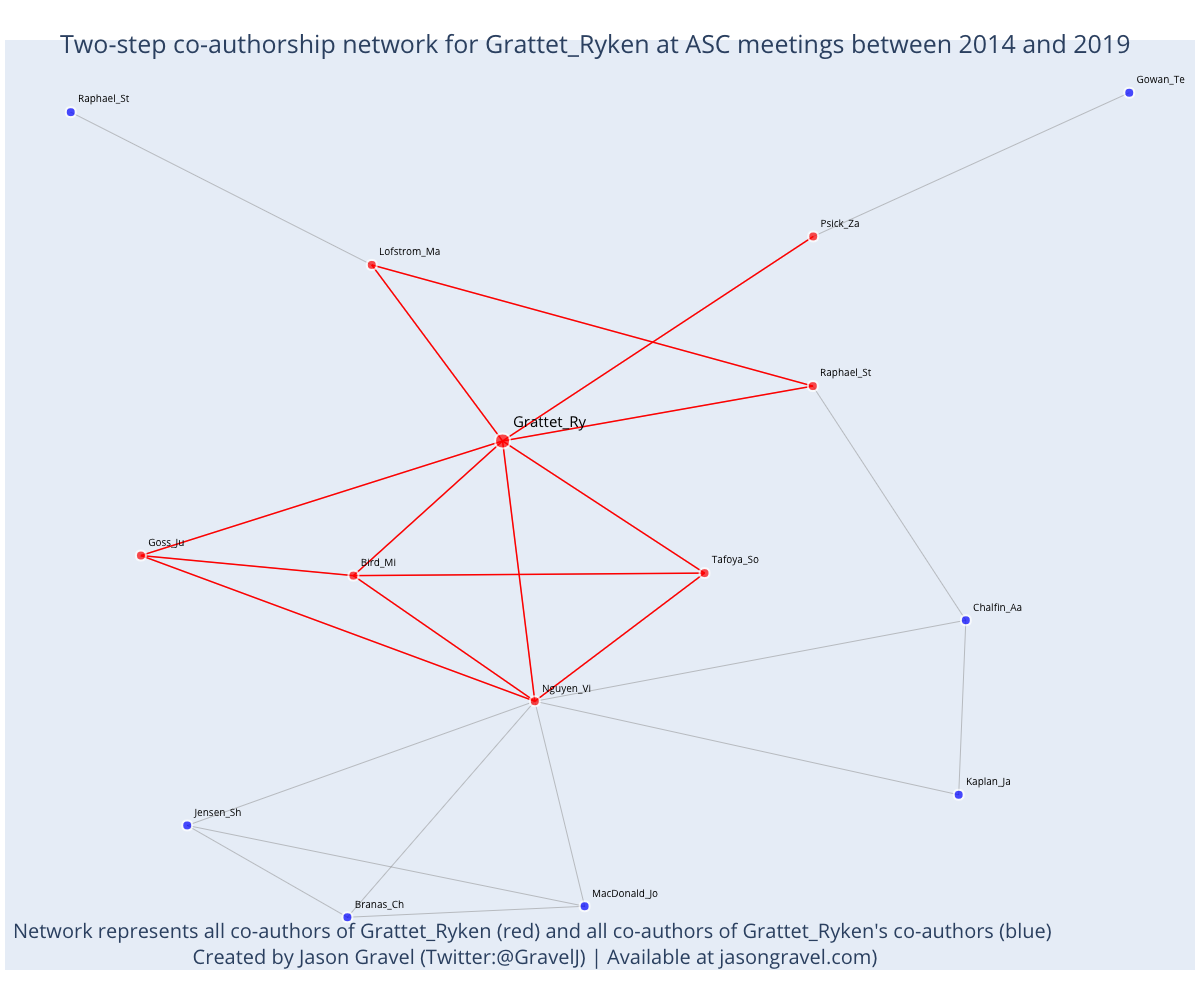 Two-step co-authorship network for Grattet_Ryken at ASC meetings between 2014 and 2019
Gowan_Te
Raphael_St
Psick_Za
Lofstrom_Ma
Raphael_St
Grattet_Ry
Goss_Ju
Bird_Mi
Tafoya_So
Chalfin_Aa
Nguyen_Vi
Kaplan_Ja
Jensen_Sh
MacDonald_Jo
Branas_Ch
Network represents all co-authors of Grattet_Ryken (red) and all co-authors of Grattet_Ryken's co-authors (blue)
Created by Jason Gravel (Twitter:@GravelJ) | Available at jasongravel.com)